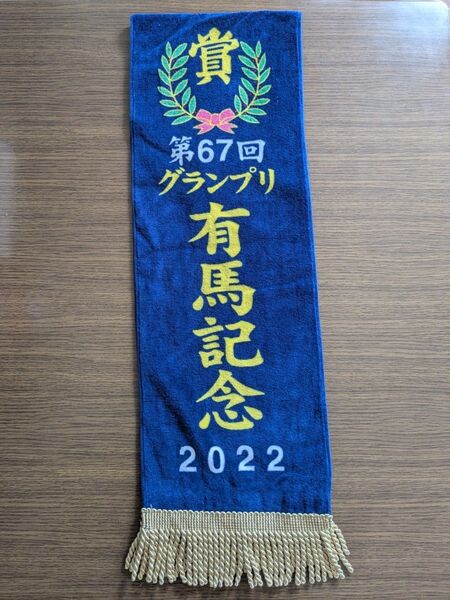 賞
第67回
グランプリ
有馬記念
2022